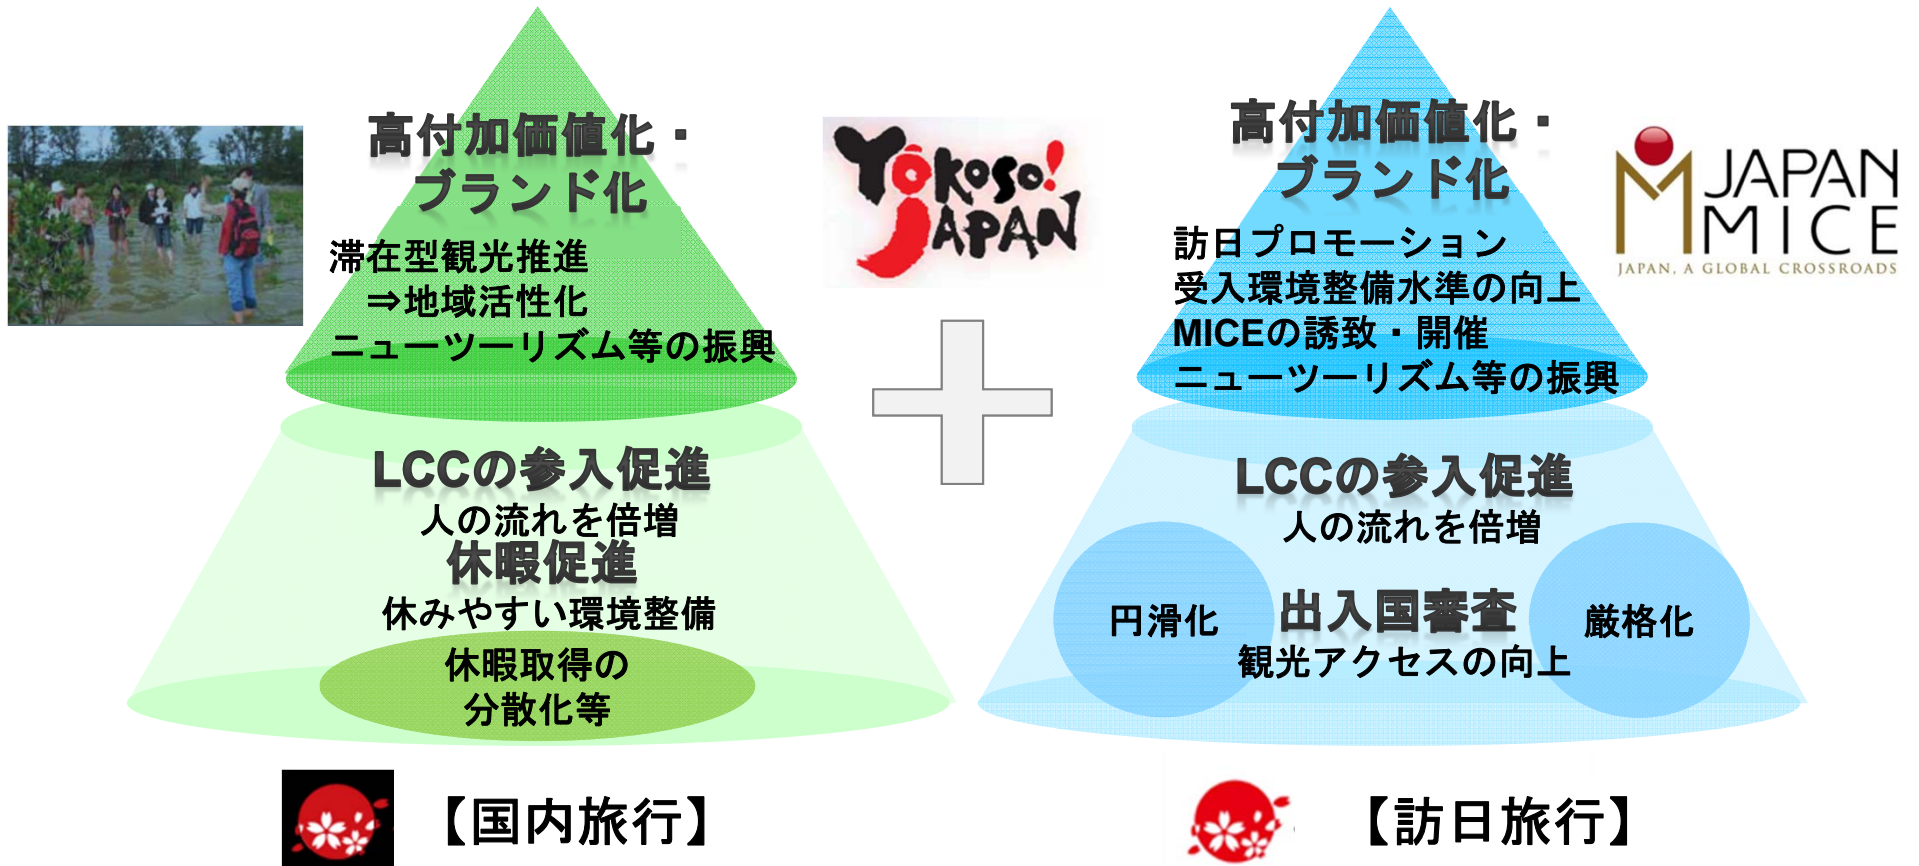 高付加価値化・
ブランド化
滞在型観光推進
⇒地域活性化
ニューツーリズム等の振興
LCCの参入促進
人の流れを倍増
休暇促進
休みやすい環境整備
休暇取得の
分散化等
【国内旅行】
YŌKOSO!
JAPAN
高付加価値化・
ブランド化
訪日プロモーション
受入環境整備水準の向上
MICEの誘致・開催
ニューツーリズム等の振興
JAPAN
MICE
JAPAN, A GLOBAL CROSSROADS
LCCの参入促進
人の流れを倍増
円滑化
出入国審査
観光アクセスの向上
厳格化
【訪日旅行】